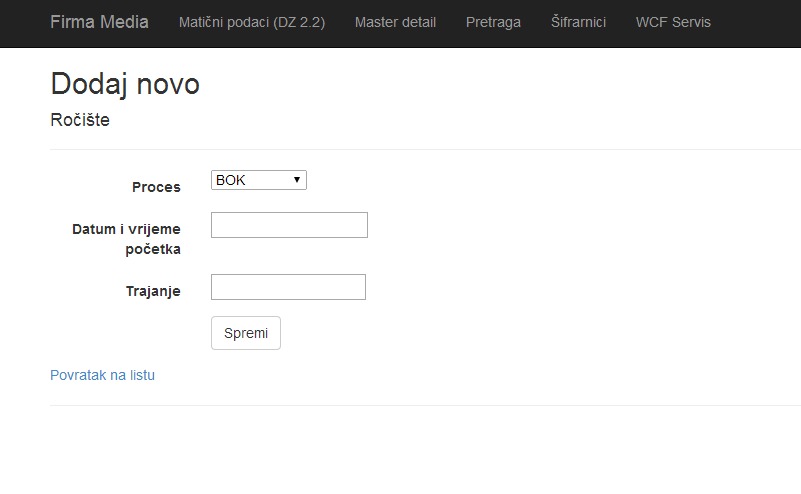 Firma Media Matični podaci (DZ 2.2) Master detail Pretraga Šifrarnici WCF Servis
Dodaj novo
Ročište
Proces BOK
Datum i vrijeme
početka
Trajanje
Spremi
Povratak na listu